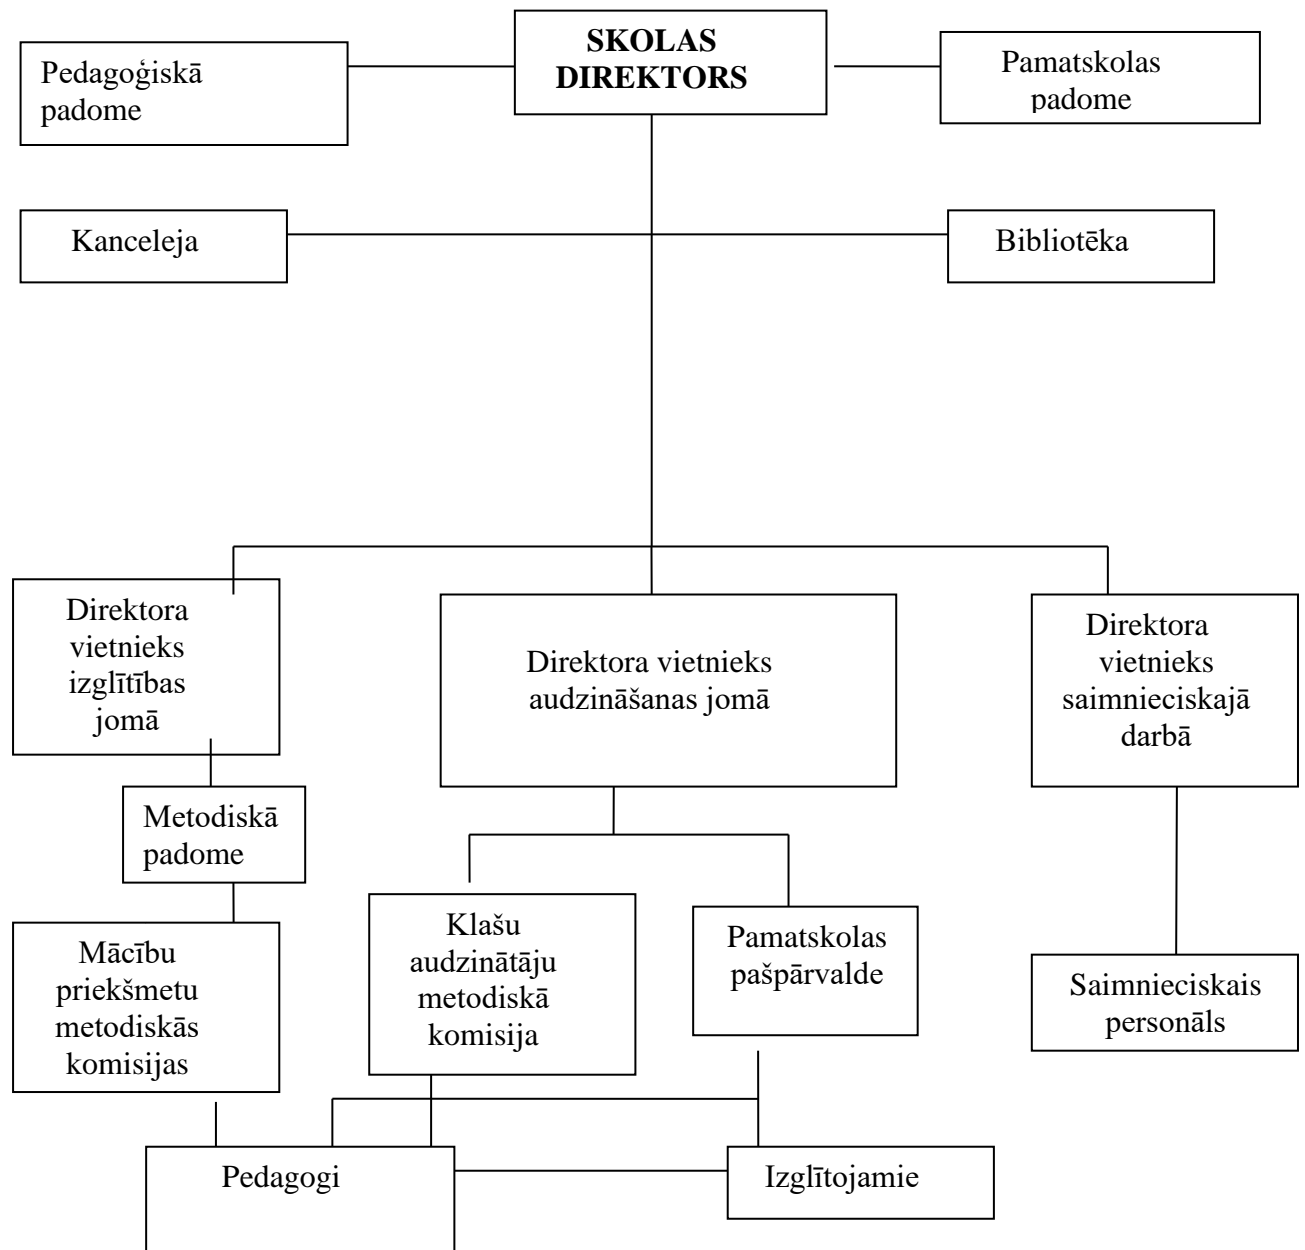 SKOLAS
DIREKTORS
Pedagoģiskā
padome
Pamatskolas
padome
Kanceleja
Bibliotēka
Direktora
vietnieks
izglītības
jomā
Direktora vietnieks
audzināšanas jomā
Direktora
vietnieks
saimnieciskajā
darbā
Metodiskā
padome
Mācību
priekšmetu
metodiskās
komisijas
Klašu
audzinātāju
metodiskā
komisija
Pamatskolas
pašpārvalde
Saimnieciskais
personāls
Pedagogi
Izglītojamie